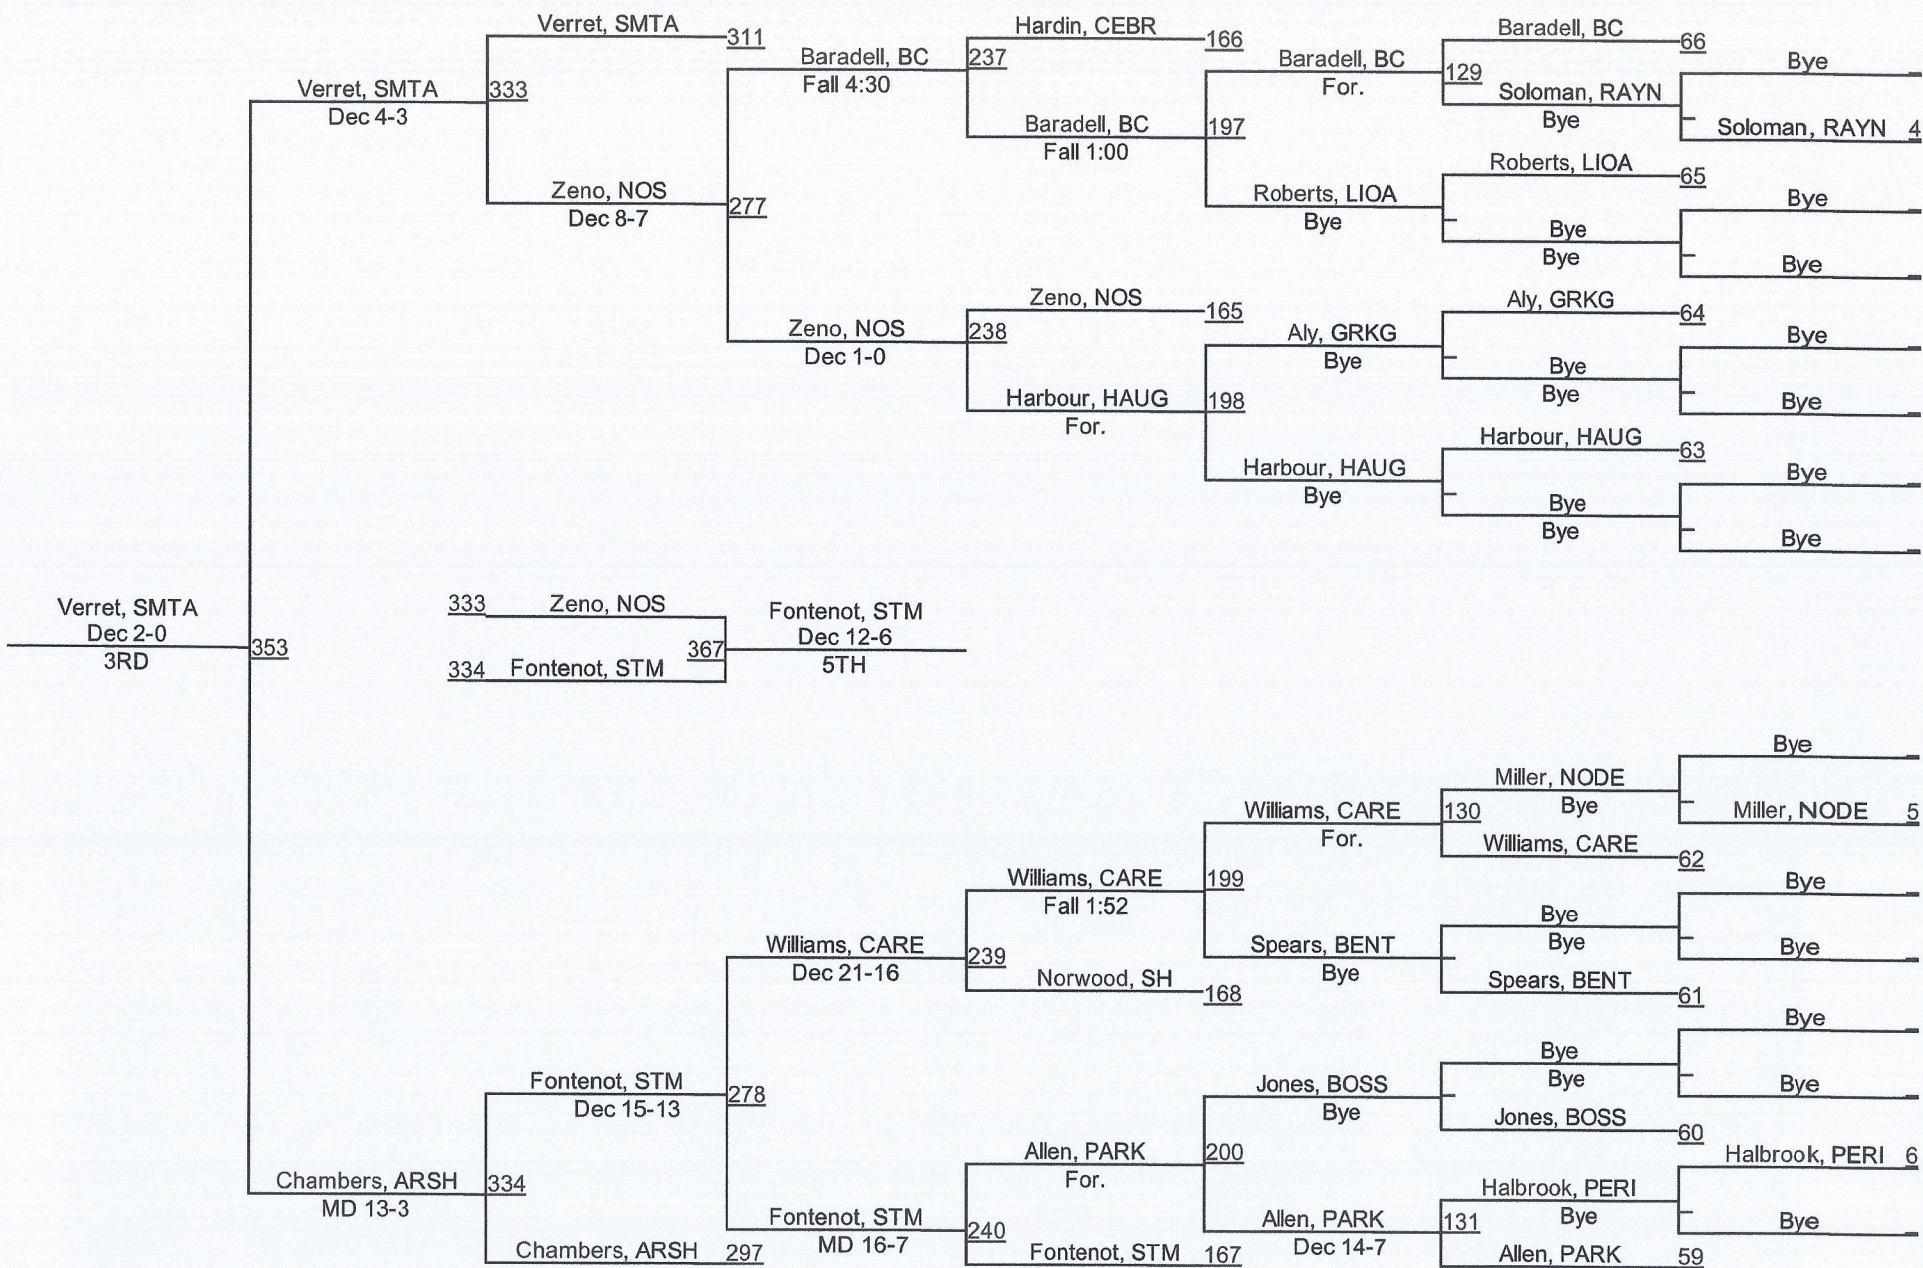 Verret, SMTA
311
Hardin, CEBR
166
Baradell, BC
66
Bye
Baradell, BC
Fall 4:30
237
Baradell, BC
For.
129
Verret, SMTA
Dec 4-3
333
Soloman, RAYN
Bye
Soloman, RAYN 4
Baradell, BC
Fall 1:00
197
Roberts, LIOA
65
Zeno, NOS
Dec 8-7
277
Roberts, LIOA
Bye
Bye
Bye
Bye
Bye
Zeno, NOS
165
Aly, GRKG
64
Zeno, NOS
Dec 1-0
238
Aly, GRKG
Bye
Bye
Bye
Bye
Bye
Harbour, HAUG
For.
198
Harbour, HAUG
63
Harbour, HAUG
Bye
Bye
Bye
Bye
Bye
Verret, SMTA
Dec 2-0
3RD
353
333 Zeno, NOS
334 Fontenot, STM
367
Fontenot, STM
Dec 12-6
5TH
Bye
Miller, NODE
Bye
Miller, NODE 5
Williams, CARE
For.
130
Williams, CARE
62
Williams, CARE
Fall 1:52
199
Bye
Bye
Bye
Bye
Williams, CARE
Dec 21-16
239
Spears, BENT
Bye
Norwood, SH
168
Spears, BENT
61
Bye
Fontenot, STM
Dec 15-13
278
Jones, BOSS
Bye
Bye
Bye
Bye
Jones, BOSS
60
Allen, PARK
For.
200
Halbrook, PERI 6
Chambers, ARSH
MD 13-3
334
Halbrook, PERI
Bye
Bye
Fontenot, STM
MD 16-7
240
Allen, PARK
Dec 14-7
131
Chambers, ARSH 297
Fontenot, STM 167
Allen, PARK 59